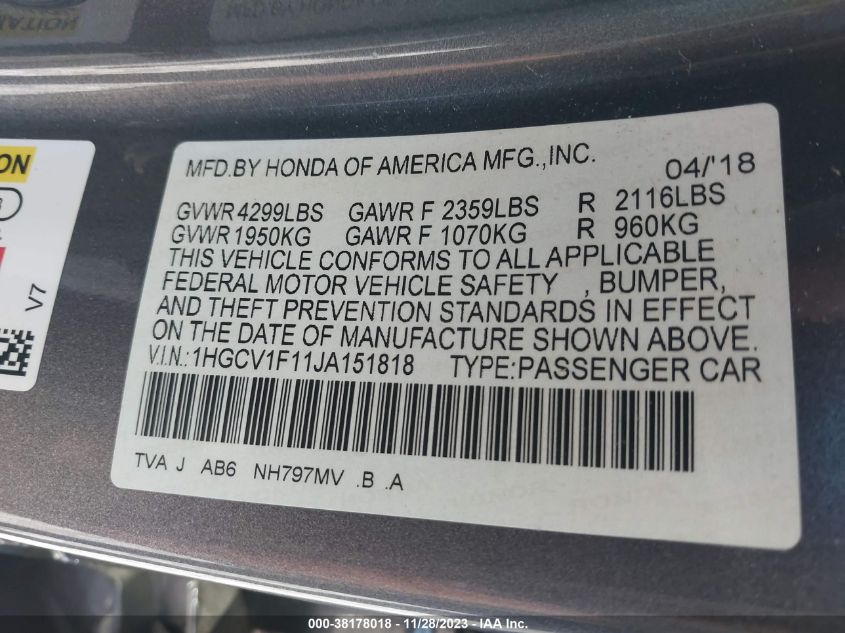 MFD.BY HONDA OF AMERICA MFG.,INC. 04/'18
GVWR 4299LBS GAWR F 2359LBS R 2116LBS
GVWR 1950KG GAWR F 1070KG R 960KG
THIS VEHICLE CONFORMS TO ALL APPLICABLE
FEDERAL MOTOR VEHICLE SAFETY , BUMPER,
AND THEFT PREVENTION STANDARDS IN EFFECT
ON THE DATE OF MANUFACTURE SHOWN ABOVE.
V.I.N.:1HGCV1F11JA151818 TYPE:PASSENGER CAR
TVA J AB6 NH797MV .B .A
ON
V7
000-38178018 - 11/28/2023 - IAA Inc.